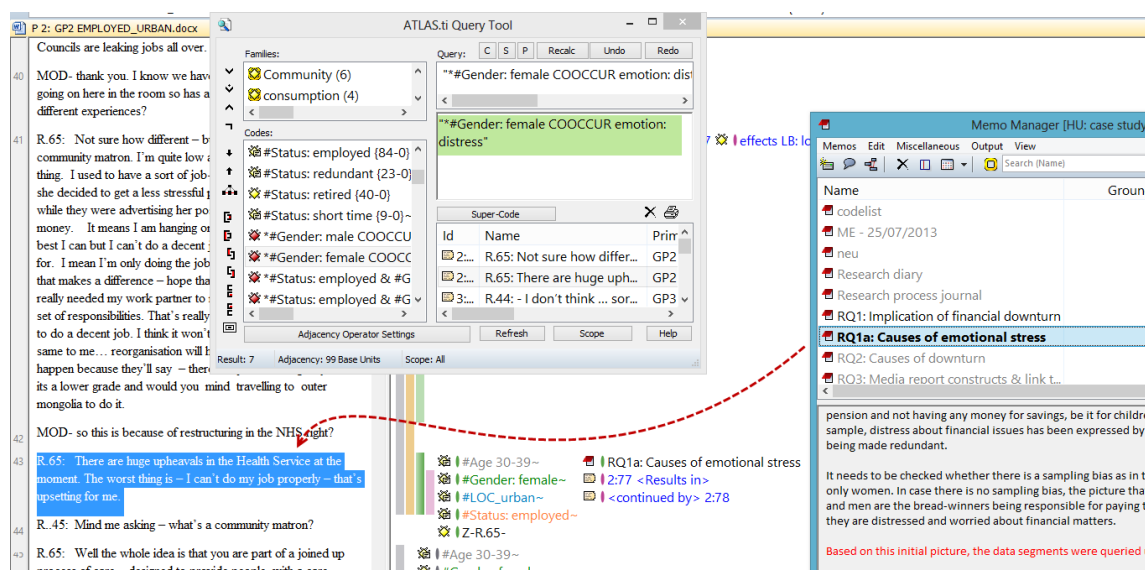 P 2: GP2 EMPLOYED_URBAN.docx
Councils are leaking jobs all over.
40 MOD- thank you. I know we hav
going on here in the room so has a
different experiences?
41 R.65: Not sure how different – b
community matron. I'm quite low
thing. I used to have a sort of job-
she decided to get a less stressful
while they were advertising her po
money. It means I am hanging or
best I can but I can't do a decent
for. I mean I'm only doing the job
that makes a difference – hope tha
really needed my work partner to
set of responsibilities. That's really
to do a decent job. I think it won't
same to me… reorganisation will h
happen because they'll say – ther
its a lower grade and would you mind travelling to outer
mongolia to do it.
42 MOD- so this is because of restructuring in the NHS right?
43 R.65: There are huge upheavals in the Health Service at the
moment. The worst thing is – I can't do my job properly – that's
upsetting for me.
44 R..45: Mind me asking – what's a community matron?
45 R.65: Well the whole idea is that you are part of a joined up
ATLAS.ti Query Tool
Families:
Community (6)
consumption (4)
Codes:
#Status: employed {84-0}
#Status: redundant {23-0}
#Status: retired {40-0}
#Status: short time {9-0}~
*#Gender: male COOCCU
*#Gender: female COOCC
*#Status: employed & #G
*#Status: employed & #G
Query: C S P Recalc Undo Redo
"*#Gender: female COOCCUR emotion: dist
"*#Gender: female COOCCUR emotion:
distress"
Super-Code
Id Name Prim
2:... R.65: Not sure how differ... GP2
2:... R.65: There are huge uph... GP2
3:... R.44: - I don't think ... sor... GP3
Adjacency Operator Settings Refresh Scope Help
Result: 7 Adjacency: 99 Base Units Scope: All
7 effects LB: lo
#Age 30-39~
#Gender: female~
#LOC_urban~
#Status: employed~
Z-R.65-
RQ1a: Causes of emotional stress
2:77 <Results in>
<continued by> 2:78
#Age 30-39~
Memo Manager [HU: case study
Memos Edit Miscellaneous Output View
Search (Name)
Name Groun
codelist
ME - 25/07/2013
neu
Research diary
Research process journal
RQ1: Implication of financial downturn
RQ1a: Causes of emotional stress
RQ2: Causes of downturn
RQ3: Media report constructs & link t...
pension and not having any money for savings, be it for childre
sample, distress about financial issues has been expressed by
being made redundant.
It needs to be checked whether there is a sampling bias as in t
only women. In case there is no sampling bias, the picture tha
and men are the bread-winners being responsible for paying t
they are distressed and worried about financial matters.
Based on this initial picture, the data segments were queried